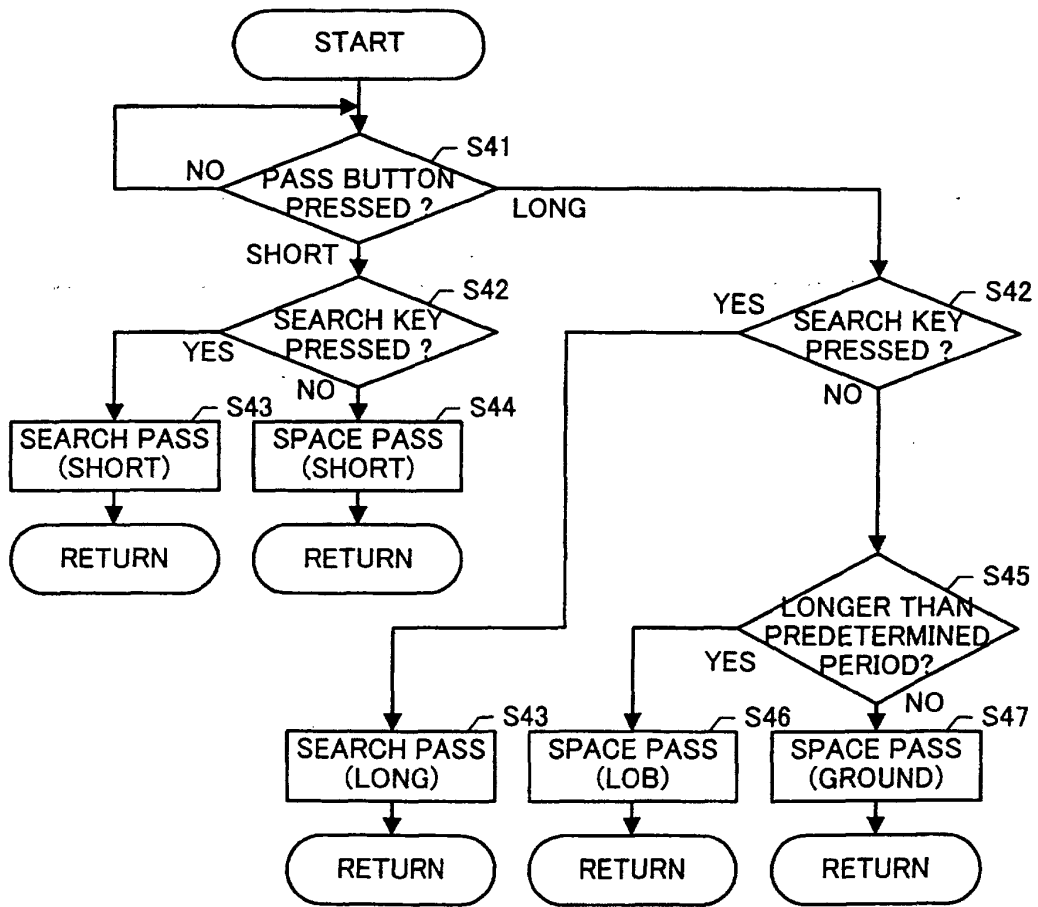 START
S41
NO
PASS BUTTON
PRESSED ?
LONG
SHORT
S42
SEARCH KEY
PRESSED ?
YES
NO
YES
S42
SEARCH KEY
PRESSED ?
NO
S43
SEARCH PASS
(SHORT)
RETURN
S44
SPACE PASS
(SHORT)
RETURN
S45
LONGER THAN
PREDETERMINED
PERIOD?
YES
NO
S43
SEARCH PASS
(LONG)
RETURN
S46
SPACE PASS
(LOB)
RETURN
S47
SPACE PASS
(GROUND)
RETURN